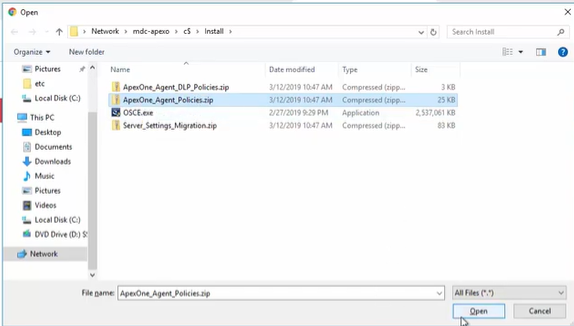 Open
Network > mdc-apexo > c$ > Install >
Search Install
Organize
New folder
Name Date modified Type Size
Pictures
etc
Local Disk (C:)
This PC
Desktop
Documents
Downloads
Music
Pictures
Videos
Local Disk (C:)
DVD Drive (D:) S
Network
ApexOne_Agent_DLP_Policies.zip 3/12/2019 10:47 AM Compressed (zipp... 3 KB
ApexOne_Agent_Policies.zip 3/12/2019 10:47 AM Compressed (zipp... 25 KB
OSCE.exe 2/27/2019 9:29 PM Application 2,537,061 KB
Server_Settings_Migration.zip 3/12/2019 10:47 AM Compressed (zipp... 83 KB
File name: ApexOne_Agent_Policies.zip
All Files (*.*)
Open
Cancel